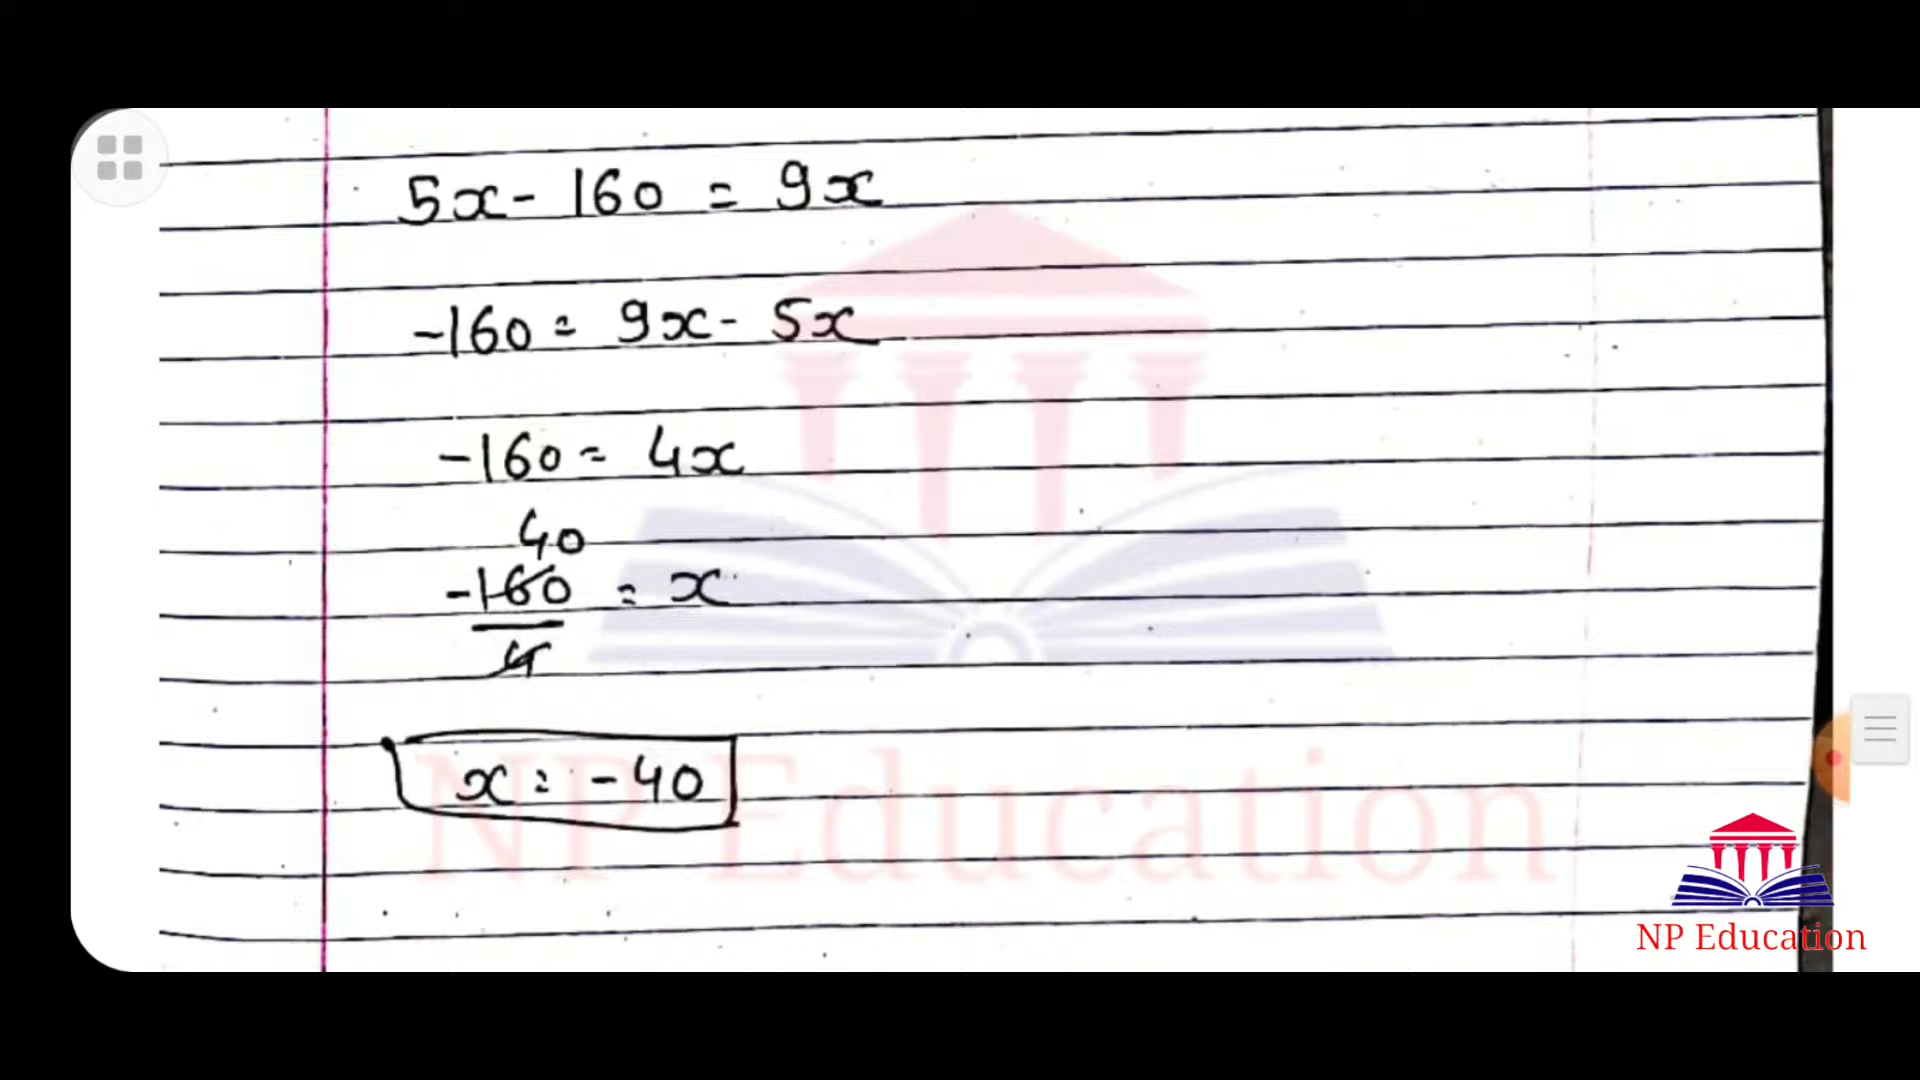 5x - 160 = 9x
-160 = 9x - 5x
-160 = 4x
40
-160 = x
4
x = -40
NP Education
NP Education